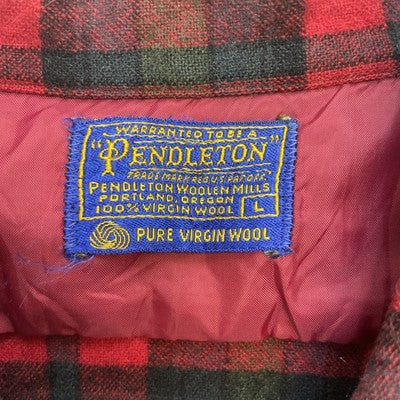 WARRANTED TO BE A
"PENDLETON"
TRADE MARK REG. U.S. PAT. OFF.
PENDLETON WOOLEN MILLS
PORTLAND, OREGON
100% VIRGIN WOOL L
PURE VIRGIN WOOL